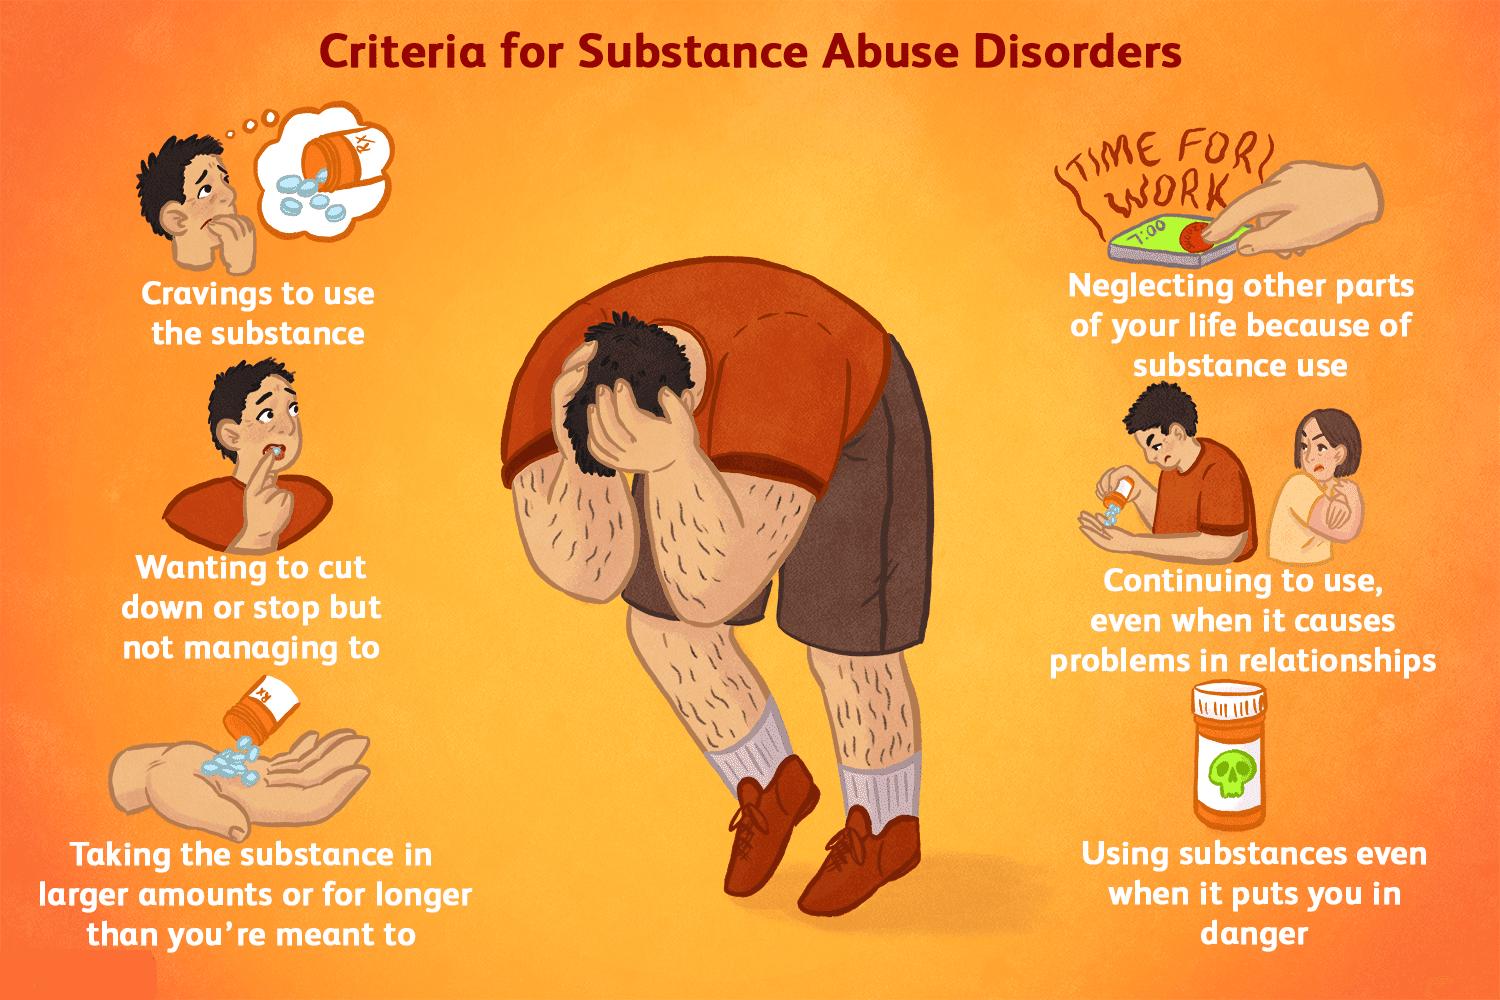 Criteria for Substance Abuse Disorders
Rx
Cravings to use
the substance
Wanting to cut
down or stop but
not managing to
Rx
Taking the substance in
larger amounts or for longer
than you're meant to
TIME FOR
WORK
7:00
Neglecting other parts
of your life because of
substance use
Continuing to use,
even when it causes
problems in relationships
Using substances even
when it puts you in
danger